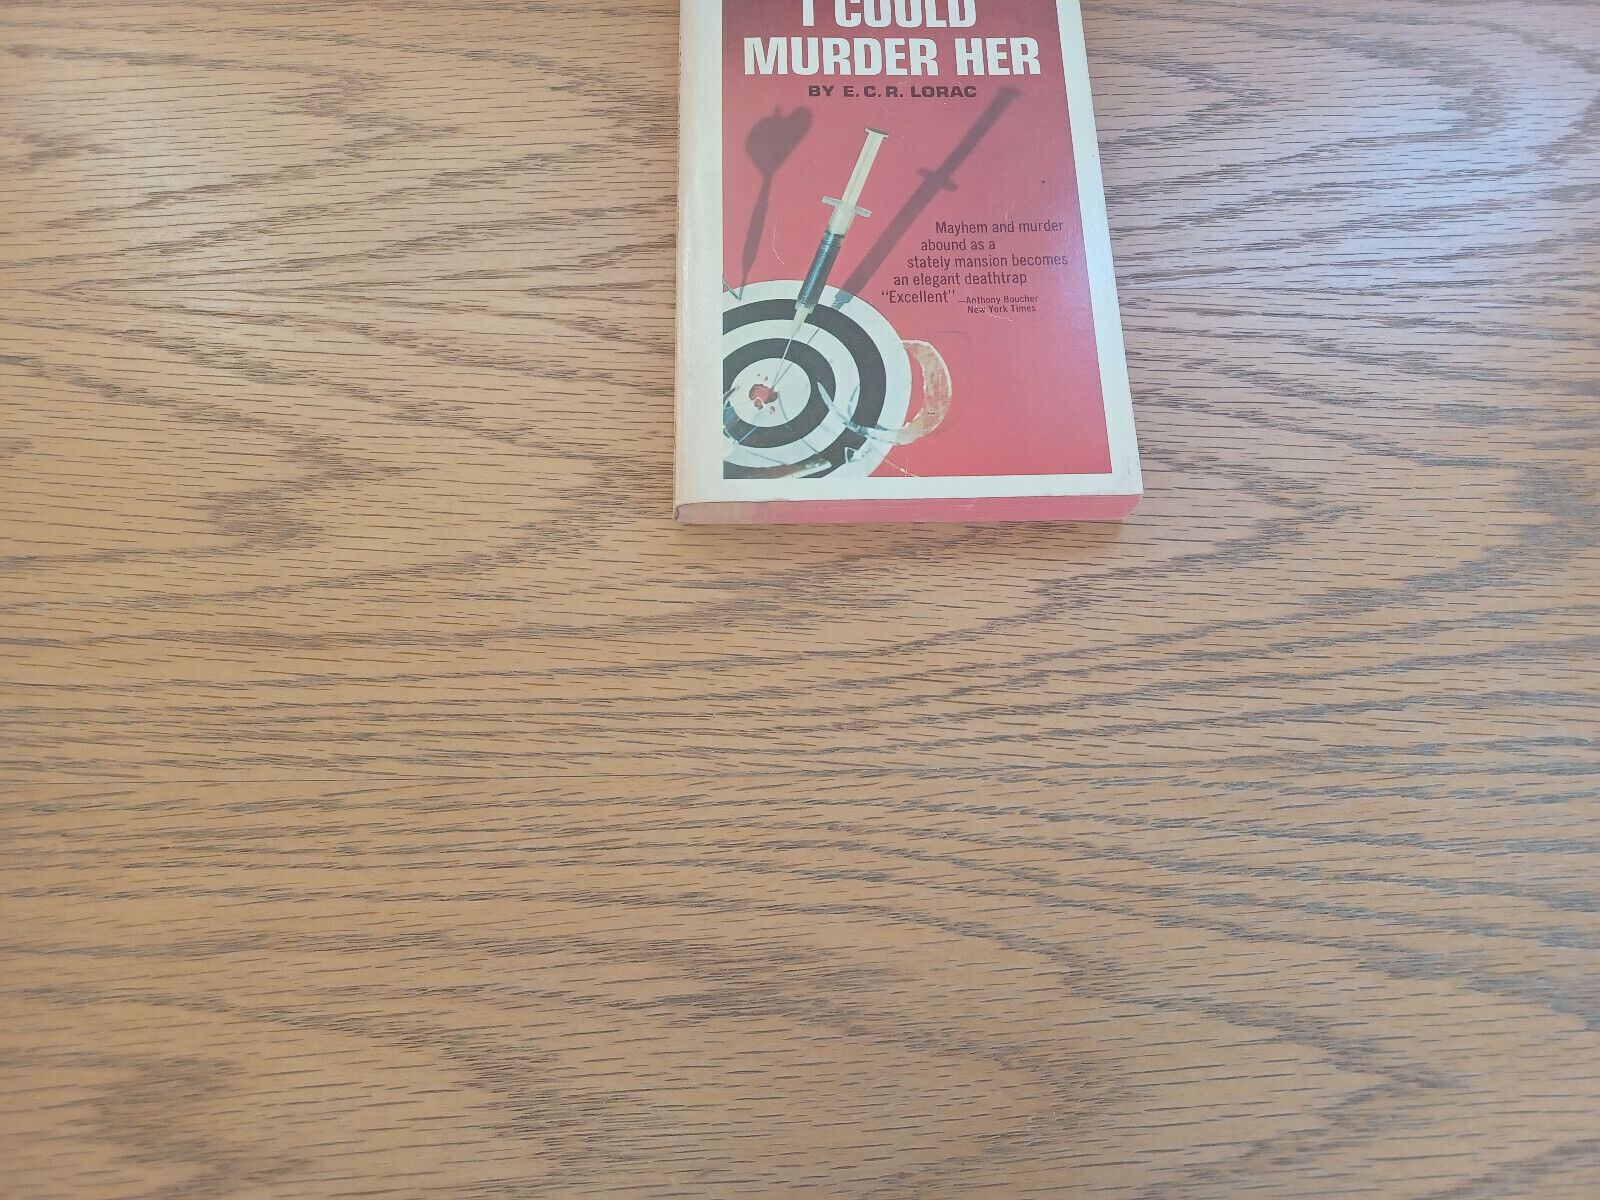 I COULD
MURDER HER
BY E. C. R. LORAC
Mayhem and murder
abound as a
stately mansion becomes
an elegant deathtrap
"Excellent" —Anthony Boucher
New York Times